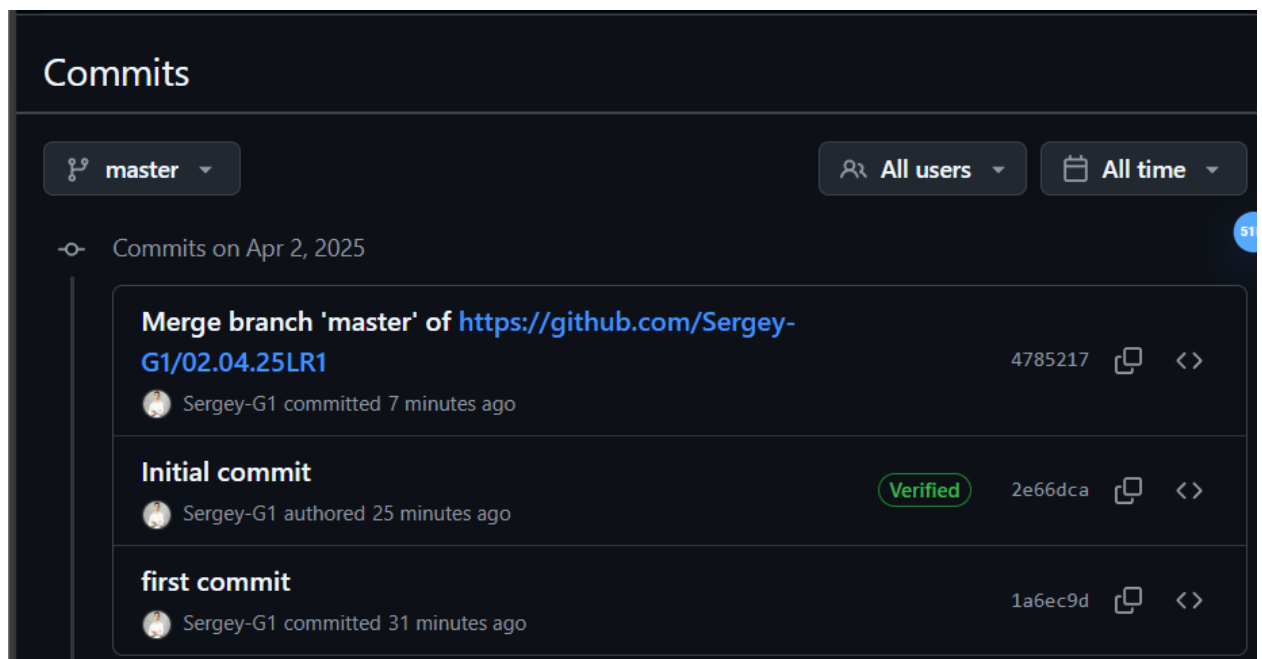 Commits
master
All users
All time
Commits on Apr 2, 2025
Merge branch 'master' of https://github.com/Sergey-
G1/02.04.25LR1
4785217
Sergey-G1 committed 7 minutes ago
Initial commit
Verified
2e66dca
Sergey-G1 authored 25 minutes ago
first commit
1a6ec9d
Sergey-G1 committed 31 minutes ago